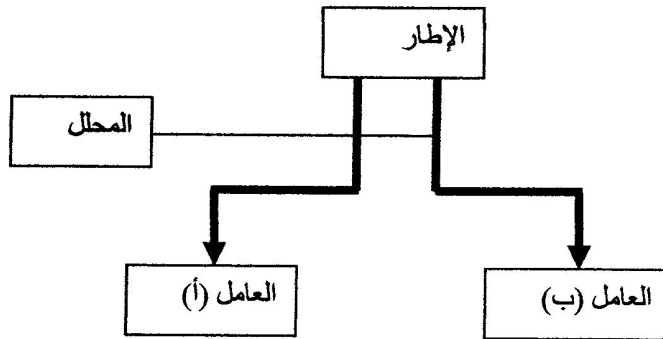 الإطار
المحلل
العامل (أ)
العامل (ب)